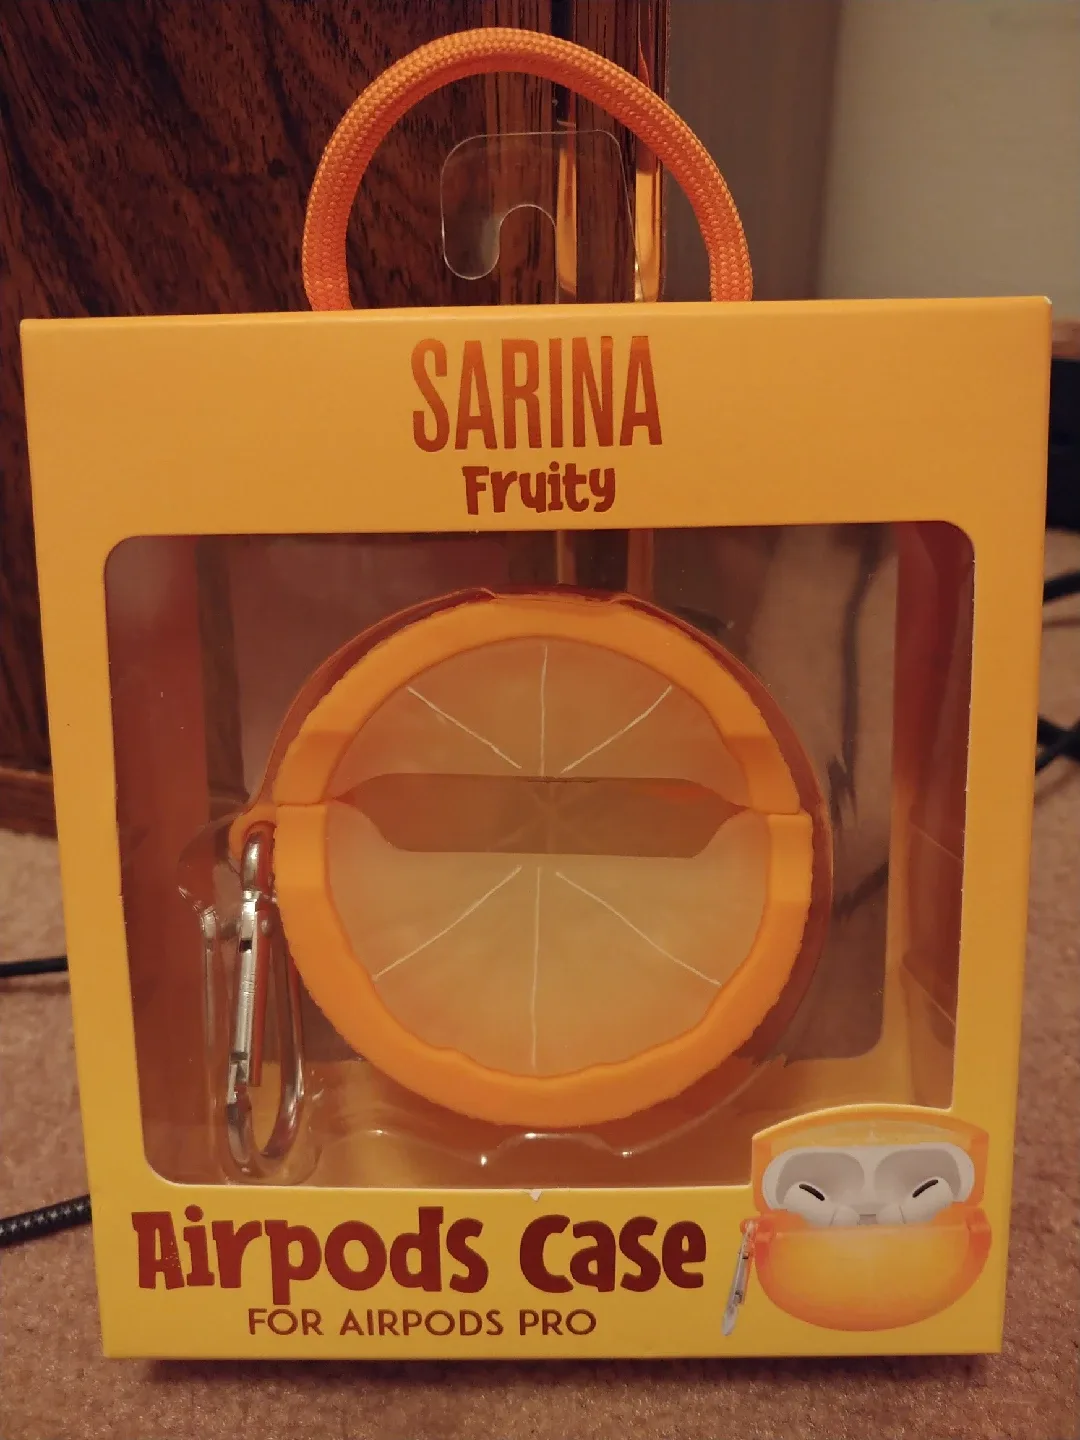 SARINA
Fruity
Airpods Case
FOR AIRPODS PRO